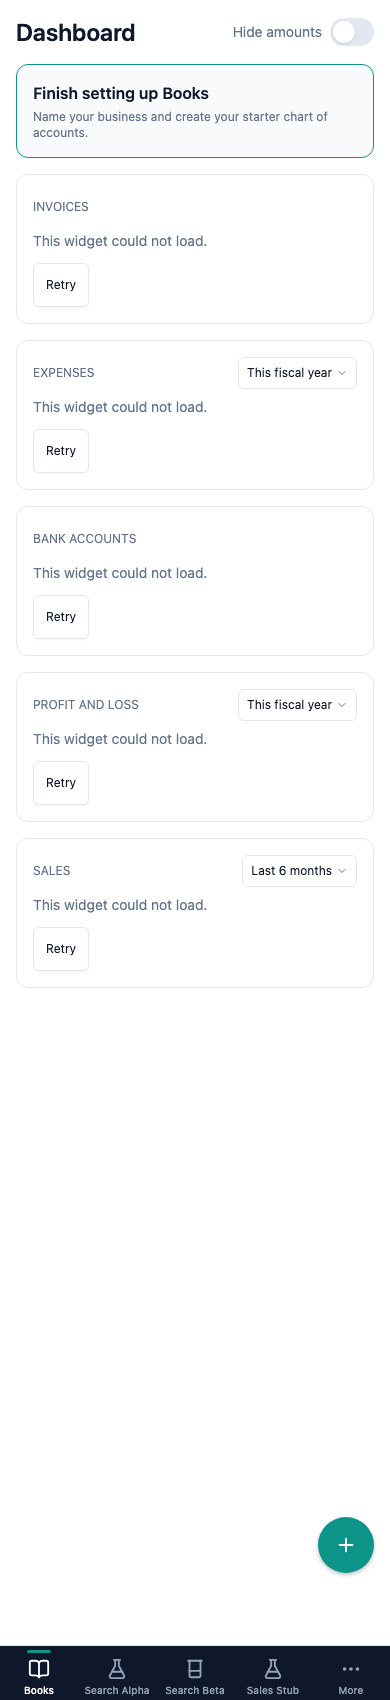 Dashboard
Hide amounts
Finish setting up Books
Name your business and create your starter chart of
accounts.
INVOICES
This widget could not load.
Retry
EXPENSES
This fiscal year
This widget could not load.
Retry
BANK ACCOUNTS
This widget could not load.
Retry
PROFIT AND LOSS
This fiscal year
This widget could not load.
Retry
SALES
Last 6 months
This widget could not load.
Retry
Books
Search Alpha
Search Beta
Sales Stub
More